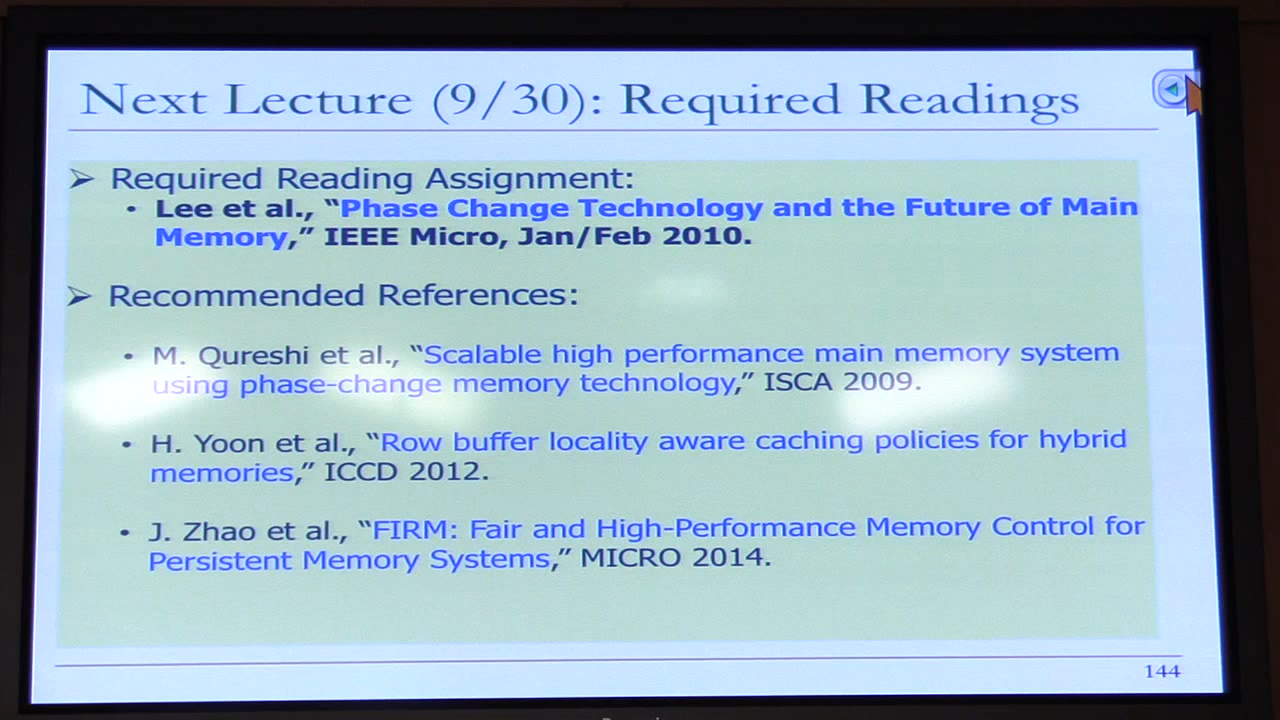 Next Lecture (9/30): Required Readings
➢ Required Reading Assignment:
• Lee et al., “Phase Change Technology and the Future of Main
Memory,” IEEE Micro, Jan/Feb 2010.
➢ Recommended References:
• M. Qureshi et al., “Scalable high performance main memory system
using phase-change memory technology,” ISCA 2009.
• H. Yoon et al., “Row buffer locality aware caching policies for hybrid
memories,” ICCD 2012.
• J. Zhao et al., “FIRM: Fair and High-Performance Memory Control for
Persistent Memory Systems,” MICRO 2014.
144